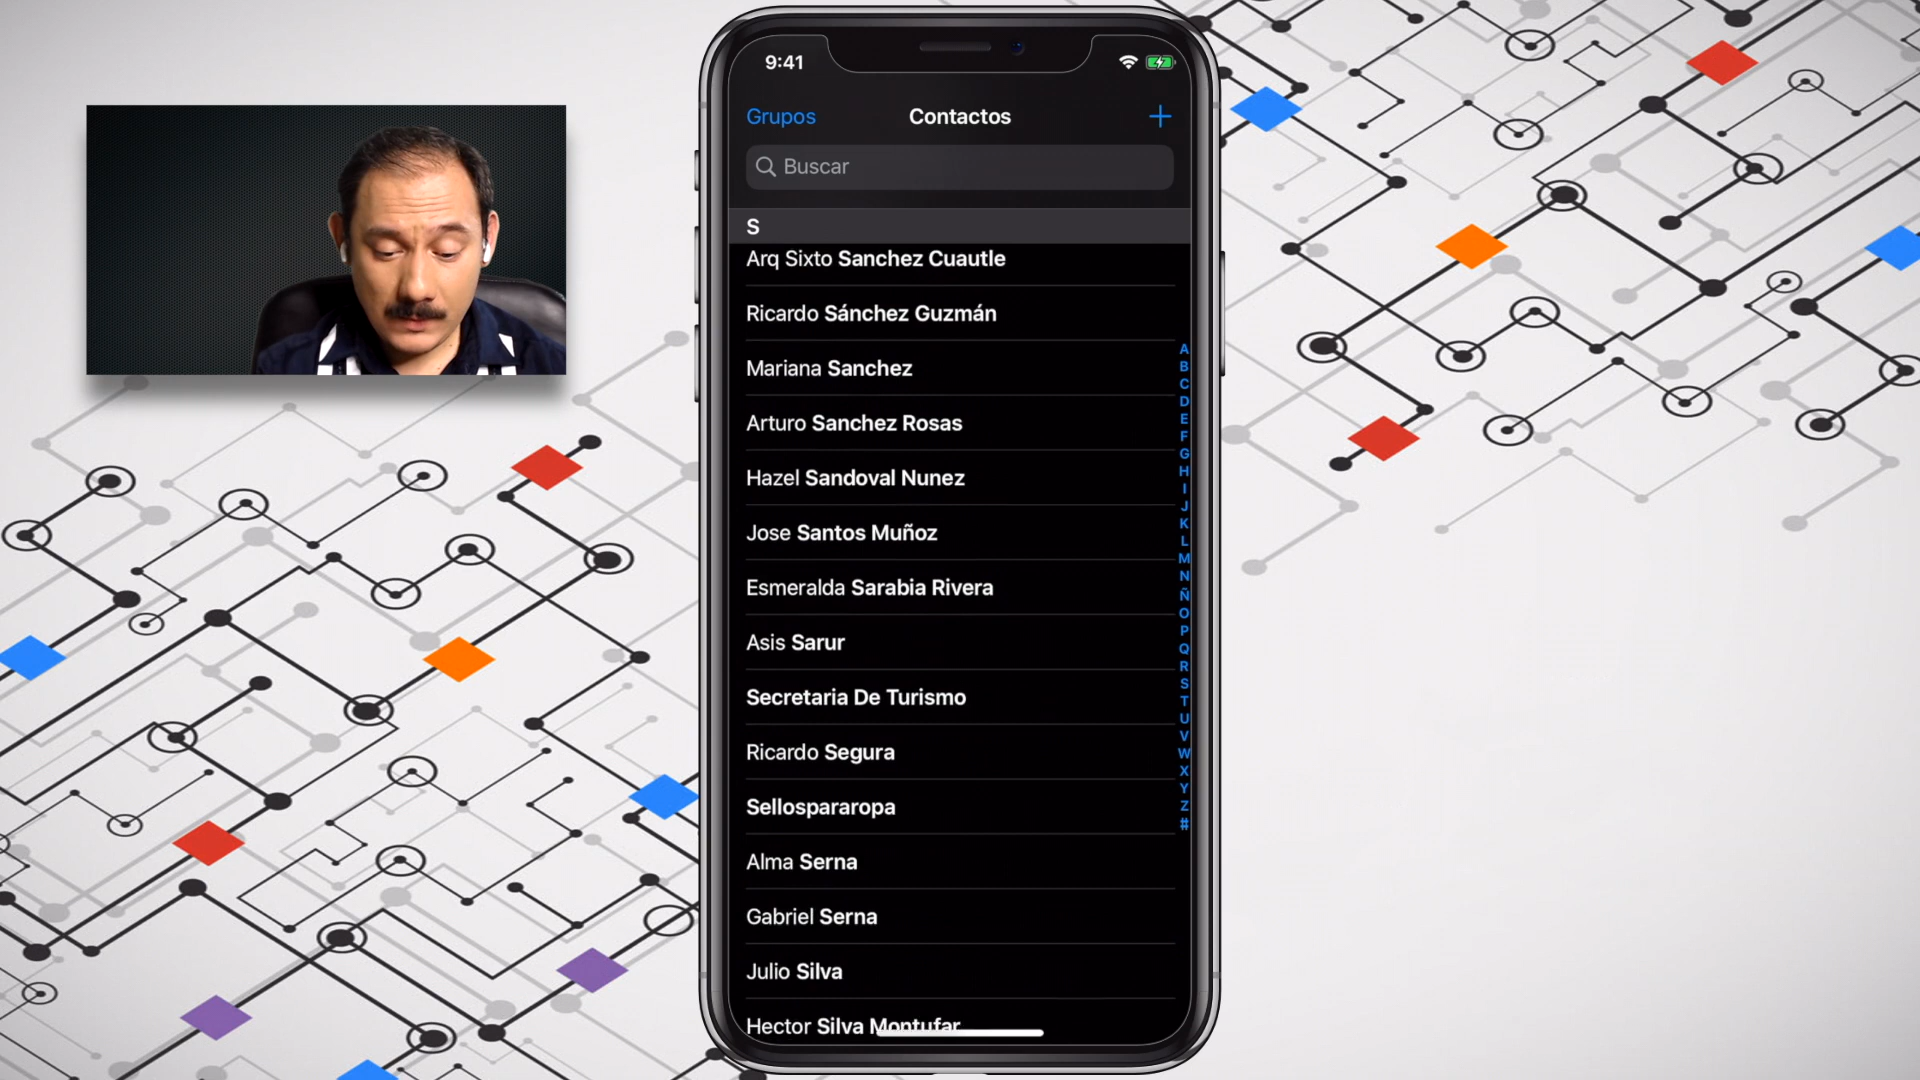 9:41
Grupos Contactos +
Buscar
S
Arq Sixto Sanchez Cuautle
Ricardo Sánchez Guzmán
Mariana Sanchez
Arturo Sanchez Rosas
Hazel Sandoval Nunez
Jose Santos Muñoz
Esmeralda Sarabia Rivera
Asis Sarur
Secretaria De Turismo
Ricardo Segura
Sellospararopa
Alma Serna
Gabriel Serna
Julio Silva
Hector Silva Montufar
A
B
C
D
E
F
G
H
I
J
K
L
M
N
Ñ
O
P
Q
R
S
T
U
V
W
X
Y
Z
#